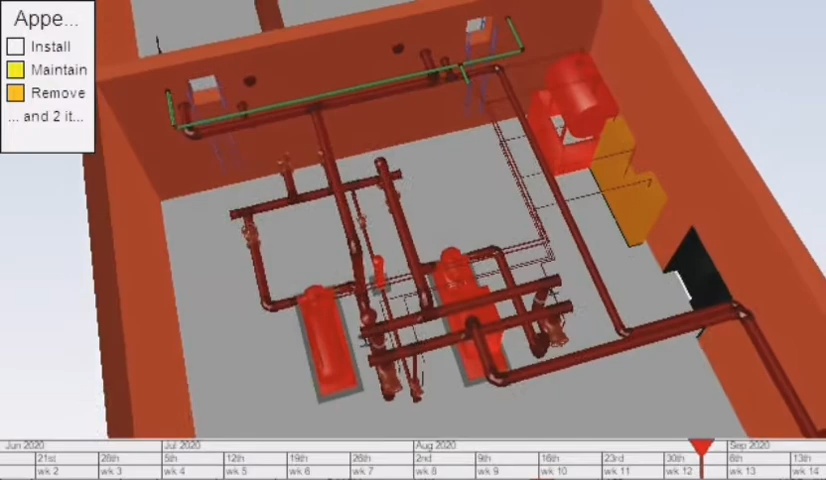 Appe...
Install
Maintain
Remove
... and 2 it...
Jun 2020 Jul 2020 Aug 2020 Sep 2020
21st 28th 5th 12th 19th 26th 2nd 9th 16th 23rd 30th 6th 13th
wk 2 wk 3 wk 4 wk 5 wk 6 wk 7 wk 8 wk 9 wk 10 wk 11 wk 12 wk 13 wk 14